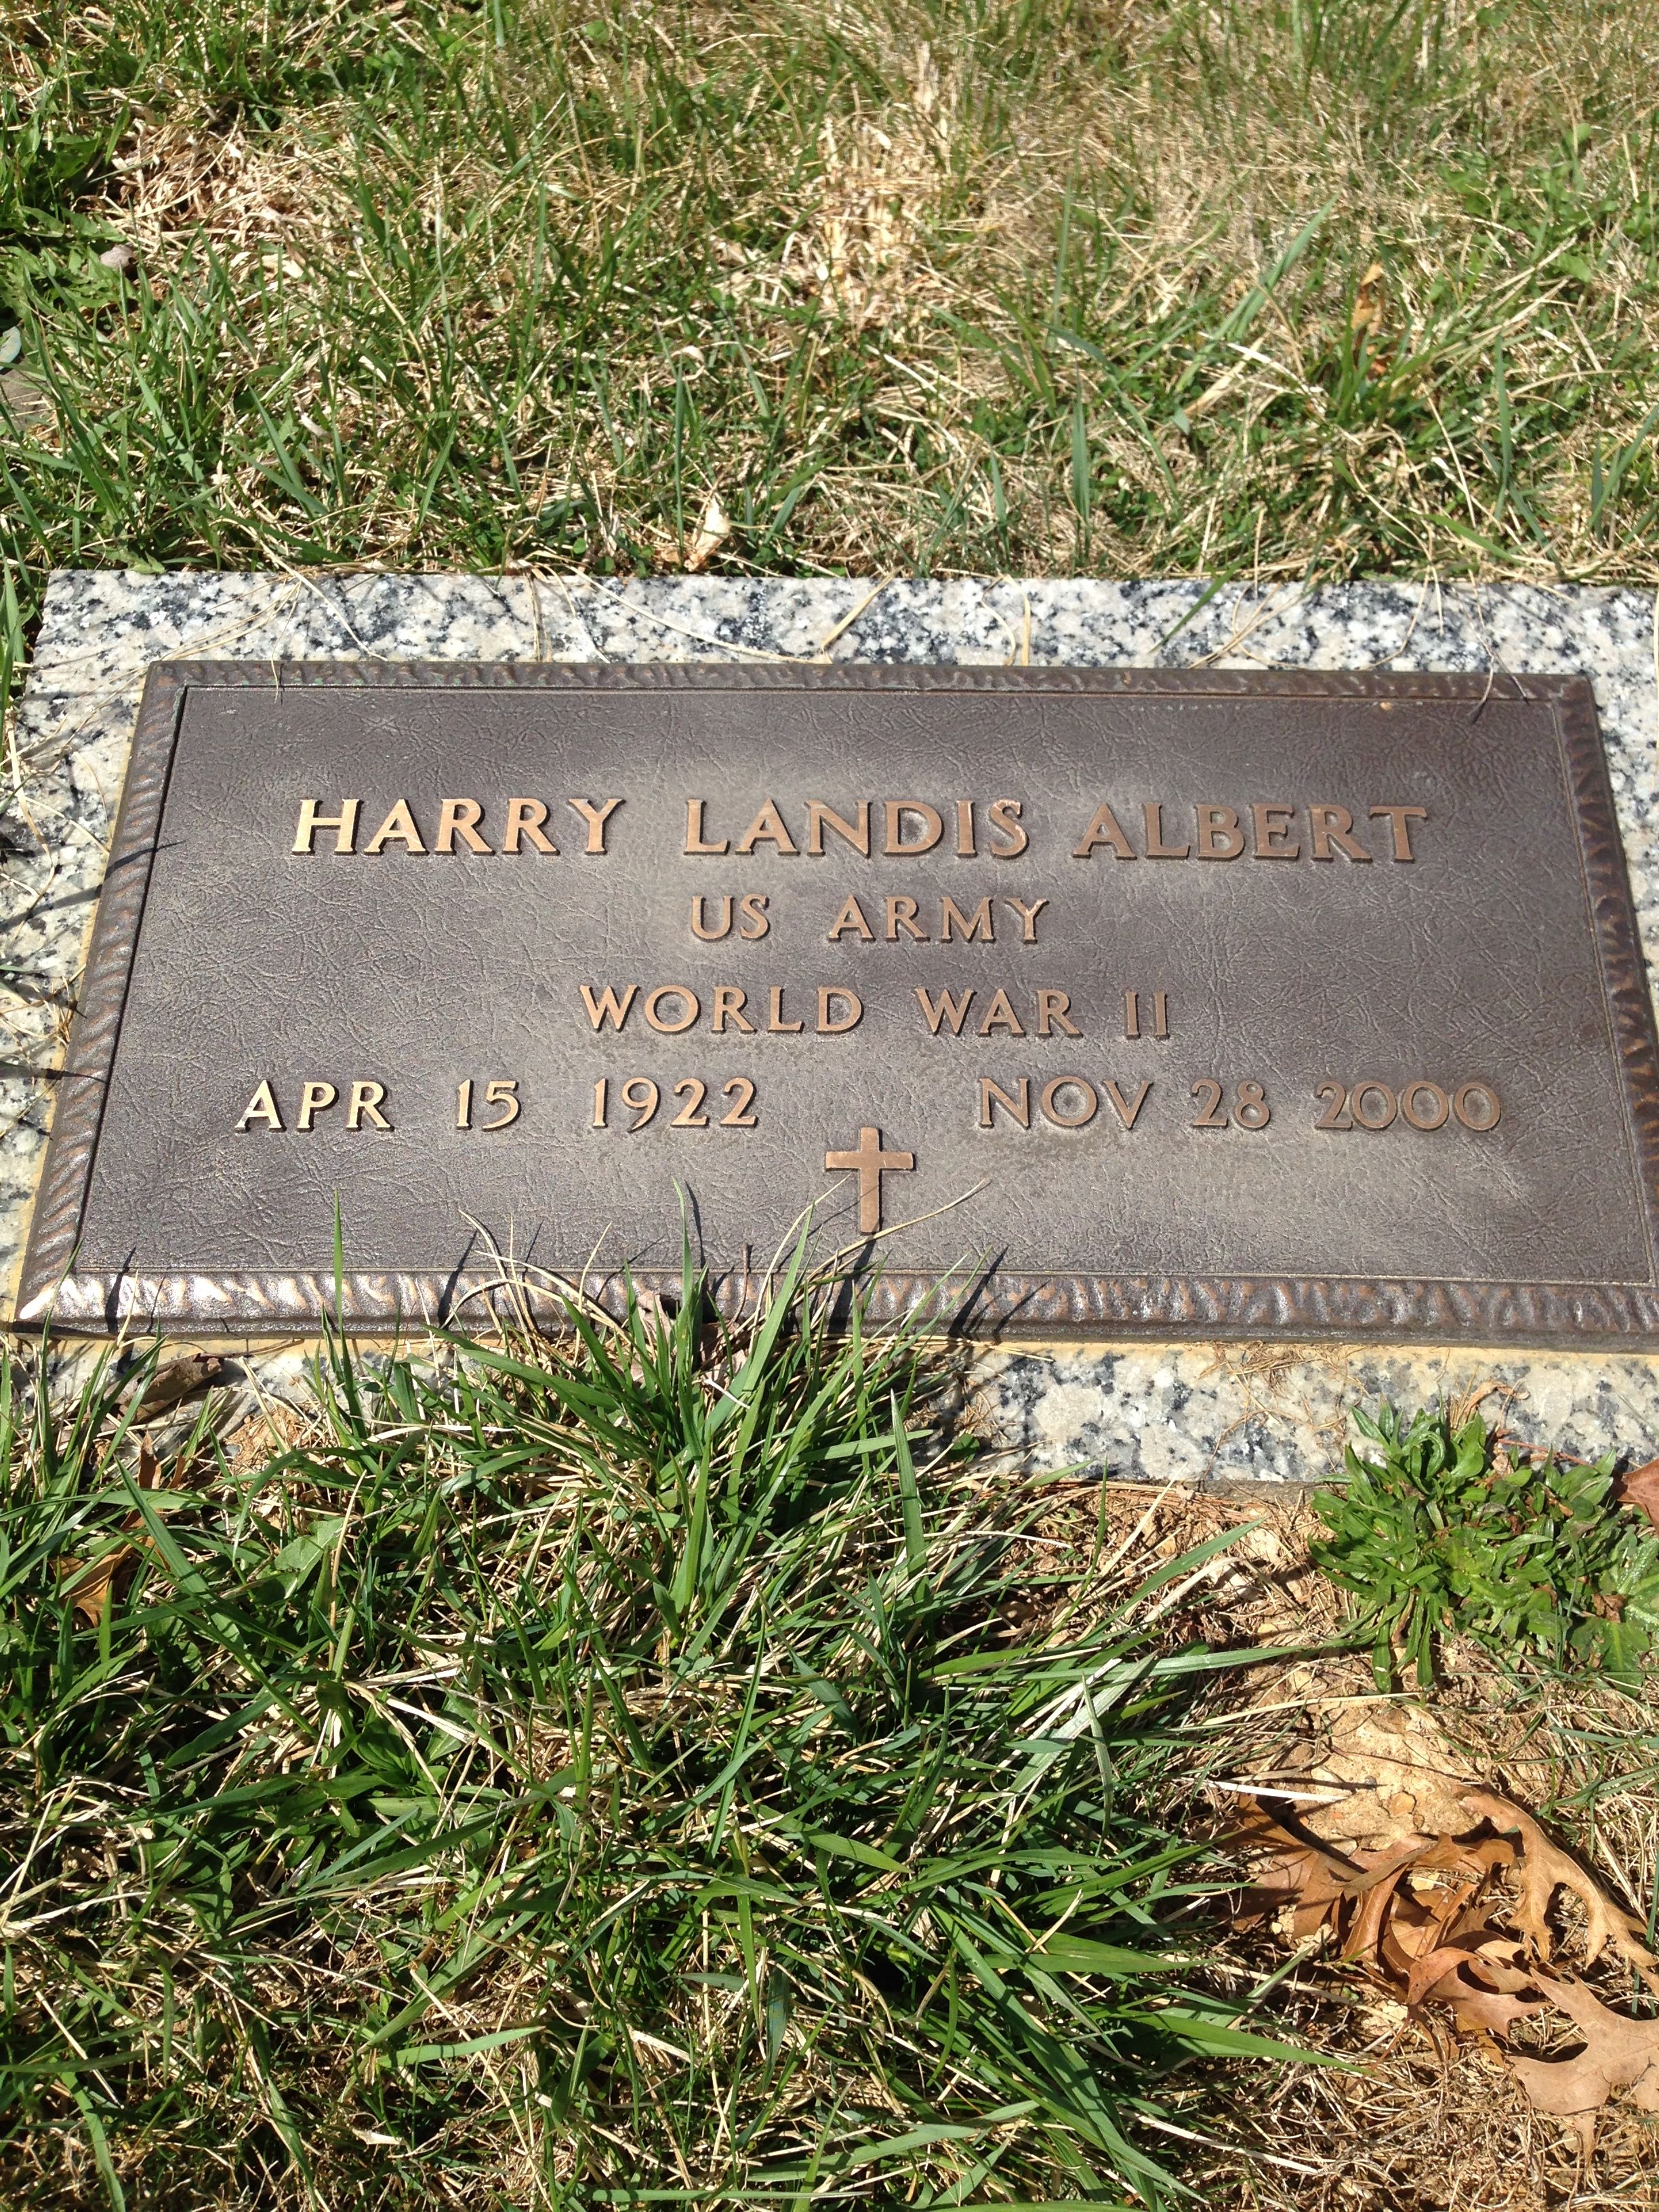 HARRY LANDIS ALBERT
US ARMY
WORLD WAR II
APR 15 1922 NOV 28 2000